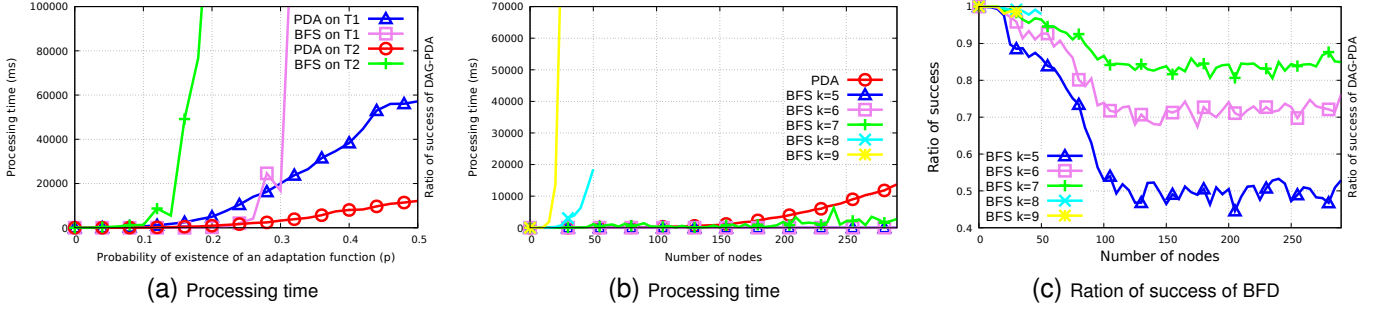 100000
80000
60000
40000
20000
0
0
0.1
0.2
0.3
0.4
0.5
Processing time (ms)
Probability of existence of an adaptation function (p)
Ratio of success of DAG-PDA
PDA on T1
BFS on T1
PDA on T2
BFS on T2
(a) Processing time
70000
60000
50000
40000
30000
20000
10000
0
0
50
100
150
200
250
Processing time (ms)
Number of nodes
PDA
BFS k=5
BFS k=6
BFS k=7
BFS k=8
BFS k=9
(b) Processing time
1
0.9
0.8
0.7
0.6
0.5
0.4
0
50
100
150
200
250
Ratio of success
Number of nodes
Ratio of success of DAG-PDA
BFS k=5
BFS k=6
BFS k=7
BFS k=8
BFS k=9
(c) Ration of success of BFD